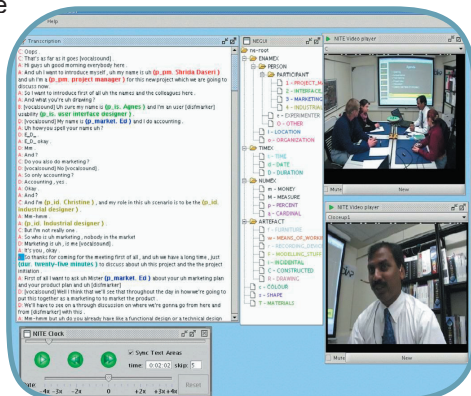 e
Help
Transcription
C: Oops .
C: That's as far as it goes [vocalsound] .
A: Hi guys uh good morning everybody here .
A: And uh I want to introduce myself , uh my name is uh (p_pm. Shrida Daseri )
and uh I'm a (p_pm. project manager ) for this new project which we are going to
discuss now .
A: So I want to introduce first of all the names and the colleagues here .
A: And what you're uh drawing ?
B: [vocalsound] Uh yeah my name is (p_is. Agnes ) and I'm an user [disfmarker]
usability (p_is. user interface designer ) .
D: [vocalsound] My name is (p_market. Ed ) and I do accounting .
A: Uh how you spell your name uh ?
D: E_D_ .
A: E_D_ okay .
D: Mm .
A: And ?
C: Do you also do marketing ?
D: [vocalsound] No [vocalsound] .
A: So only accounting ?
D: Accounting , yes .
A: Okay .
A: And ?
C: And I'm (p_id. Christine ) , and my role in this uh scenario is to be the (p_id.
industrial designer ) .
A: Mm-hmm .
A: (p_id. Industrial designer ) .
C: But I'm not really one .
A: So who is uh marketing , nobody in the market
D: Marketing is uh , is me [vocalsound] .
A: It's you , okay .
So thanks for coming for the meeting first of all , and uh we have a long time , just
(dur. twenty-five minutes ) to discuss about uh this project and the the project
initiation .
A: First of all I want to ask uh Mister (p_market. Ed ) about your uh marketing plan
and your product plan and uh [disfmarker]
D: [vocalsound] Well I think that we'll see that throughout the day in how we're going to
put this together as a marketing to to market the product .
D: We'll have to see on a through discussion on where we're gonna go from here and
from [disfmarker] with this .
A: Mm-hmm but uh do you already have like a functional design or a technical design
NEGUI
ne-root
ENAMEX
PERSON
PARTICIPANT
1 - PROJECT_M
2 - INTERFACE_
3 - MARKETING
4 - INDUSTRIA
e - EXPERIMENTER
O - OTHER
l - LOCATION
o - ORGANIZATION
TIMEX
t - TIME
d - DATE
D - DURATION
NUMEX
m - MONEY
M - MEASURE
p - PERCENT
a - CARDINAL
ARTEFACT
f - FURNITURE
w - MEANS_OF_WORK
r - RECORDING_DEVIC
P - MODELLING_STUFF
i - INCIDENTAL
C - CONSTRUCTED
R - DRAWING
c - COLOUR
s - SHAPE
T - MATERIALS
NITE Video player
C
Mute
New
NITE Video player
Closeup1
Mute
New
NITE Clock
Sync Text Areas
time: 0:02:02 skip: 5
Rate:
-4x -3x -2x 0 +2x +3x +4x
Reset